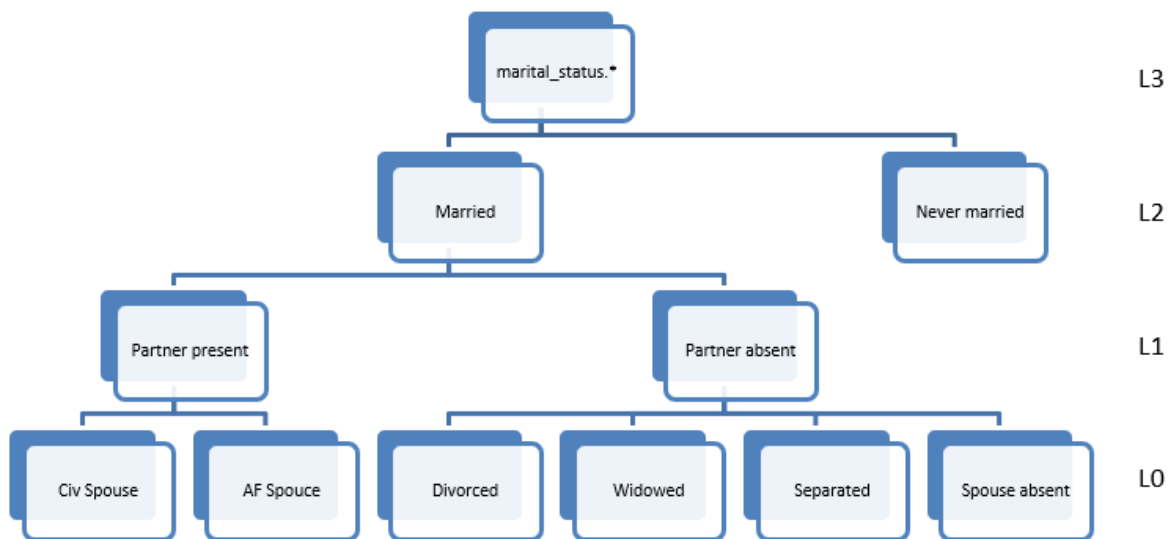 marital_status.*
L3
Married
Never married
L2
Partner present
Partner absent
L1
Civ Spouse
AF Spouce
Divorced
Widowed
Separated
Spouse absent
L0